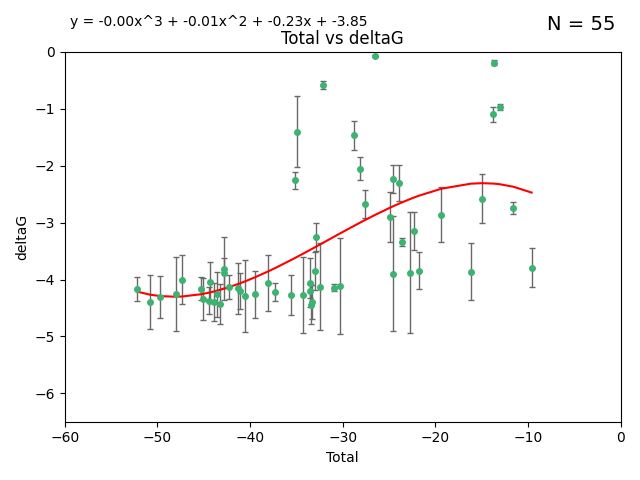 y = -0.00x^3 + -0.01x^2 + -0.23x + -3.85
N = 55
Total vs deltaG
0
−1
−2
−3
−4
−5
−6
deltaG
−60 −50 −40 −30 −20 −10 0
Total